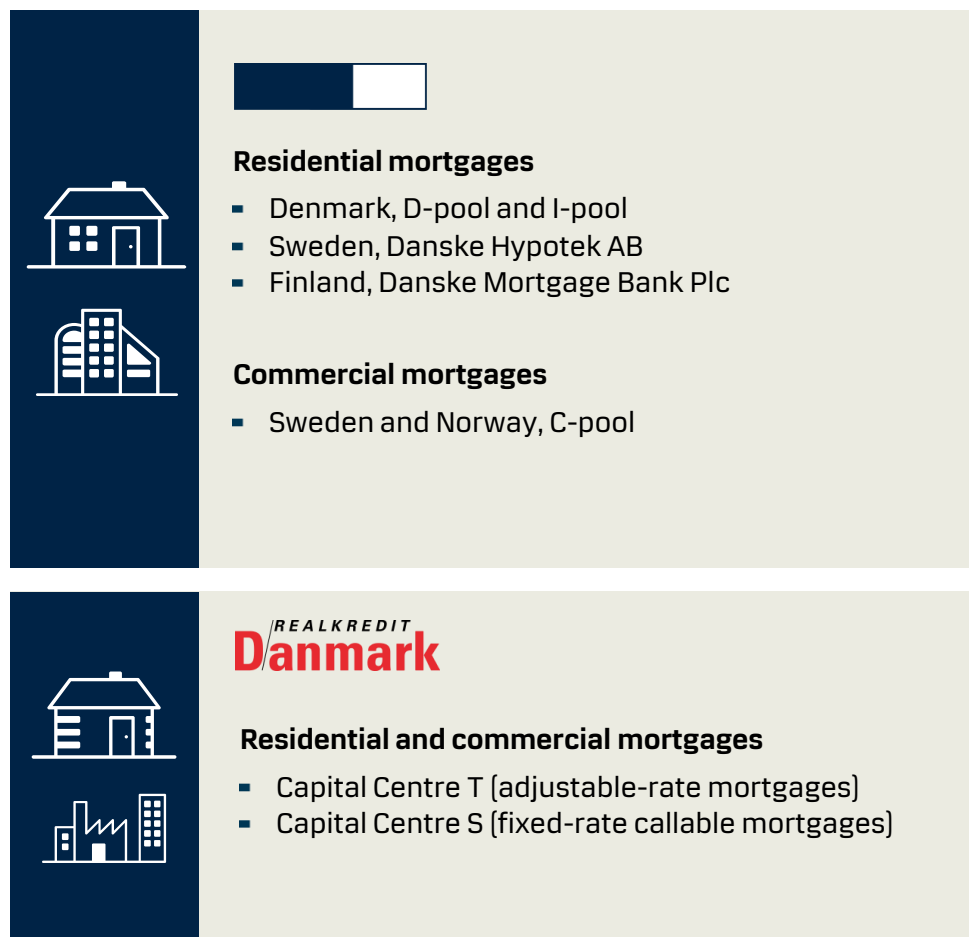 Residential mortgages
Denmark, D-pool and I-pool
Sweden, Danske Hypotek AB
Finland, Danske Mortgage Bank Plc
Commercial mortgages
Sweden and Norway, C-pool
REALKREDIT
Danmark
Residential and commercial mortgages
Capital Centre T (adjustable-rate mortgages)
Capital Centre S (fixed-rate callable mortgages)